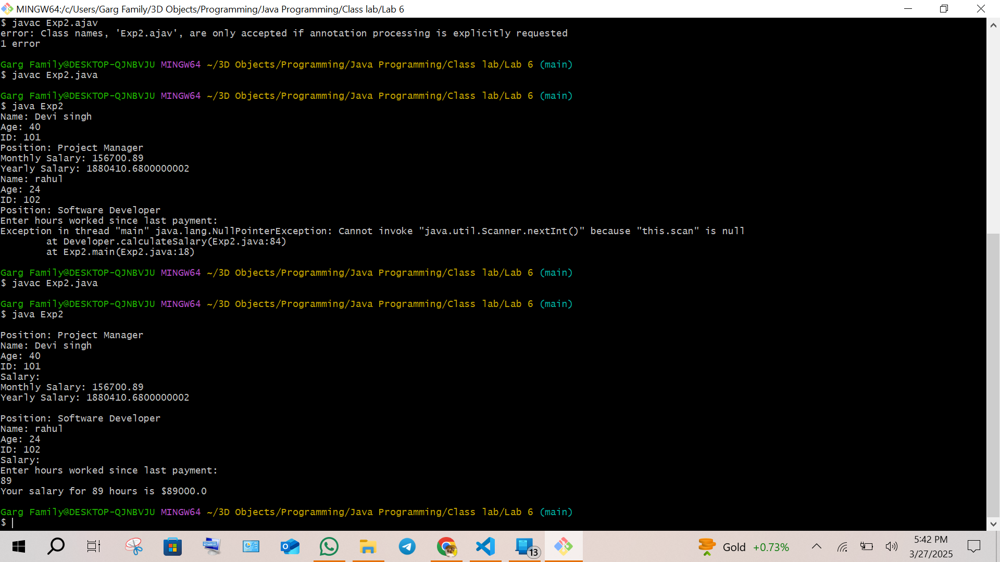 MINGW64:/c/Users/Garg Family/3D Objects/Programming/Java Programming/Class lab/Lab 6
$ javac Exp2.ajav
error: Class names, 'Exp2.ajav', are only accepted if annotation processing is explicitly requested
1 error
Garg Family@DESKTOP-QJNBVJU MINGW64 ~/3D Objects/Programming/Java Programming/Class lab/Lab 6 (main)
$ javac Exp2.java
Garg Family@DESKTOP-QJNBVJU MINGW64 ~/3D Objects/Programming/Java Programming/Class lab/Lab 6 (main)
$ java Exp2
Name: Devi singh
Age: 40
ID: 101
Position: Project Manager
Monthly Salary: 156700.89
Yearly Salary: 1880410.6800000002
Name: rahul
Age: 24
ID: 102
Position: Software Developer
Enter hours worked since last payment:
Exception in thread "main" java.lang.NullPointerException: Cannot invoke "java.util.Scanner.nextInt()" because "this.scan" is null
        at Developer.calculateSalary(Exp2.java:84)
        at Exp2.main(Exp2.java:18)
Garg Family@DESKTOP-QJNBVJU MINGW64 ~/3D Objects/Programming/Java Programming/Class lab/Lab 6 (main)
$ javac Exp2.java
Garg Family@DESKTOP-QJNBVJU MINGW64 ~/3D Objects/Programming/Java Programming/Class lab/Lab 6 (main)
$ java Exp2
Position: Project Manager
Name: Devi singh
Age: 40
ID: 101
Salary:
Monthly Salary: 156700.89
Yearly Salary: 1880410.6800000002
Position: Software Developer
Name: rahul
Age: 24
ID: 102
Salary:
Enter hours worked since last payment:
89
Your salary for 89 hours is $89000.0
Garg Family@DESKTOP-QJNBVJU MINGW64 ~/3D Objects/Programming/Java Programming/Class lab/Lab 6 (main)
$
13
Gold +0.73%
5:42 PM
3/27/2025